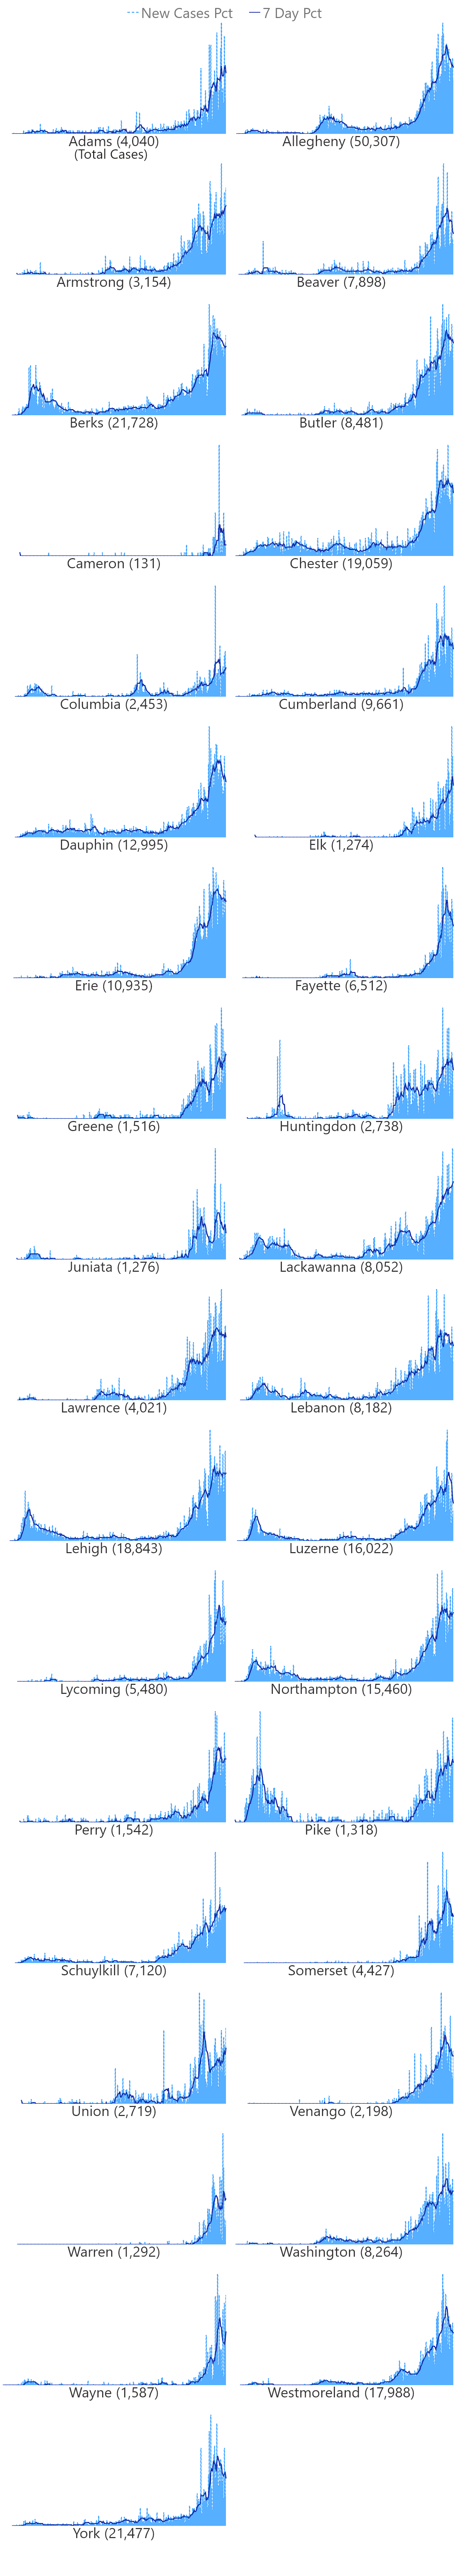 New Cases Pct 7 Day Pct
Adams (4,040) Allegheny (50,307)
(Total Cases)
Armstrong (3,154) Beaver (7,898)
Berks (21,728) Butler (8,481)
Cameron (131) Chester (19,059)
Columbia (2,453) Cumberland (9,661)
Dauphin (12,995) Elk (1,274)
Erie (10,935) Fayette (6,512)
Greene (1,516) Huntingdon (2,738)
Juniata (1,276) Lackawanna (8,052)
Lawrence (4,021) Lebanon (8,182)
Lehigh (18,843) Luzerne (16,022)
Lycoming (5,480) Northampton (15,460)
Perry (1,542) Pike (1,318)
Schuylkill (7,120) Somerset (4,427)
Union (2,719) Venango (2,198)
Warren (1,292) Washington (8,264)
Wayne (1,587) Westmoreland (17,988)
York (21,477)